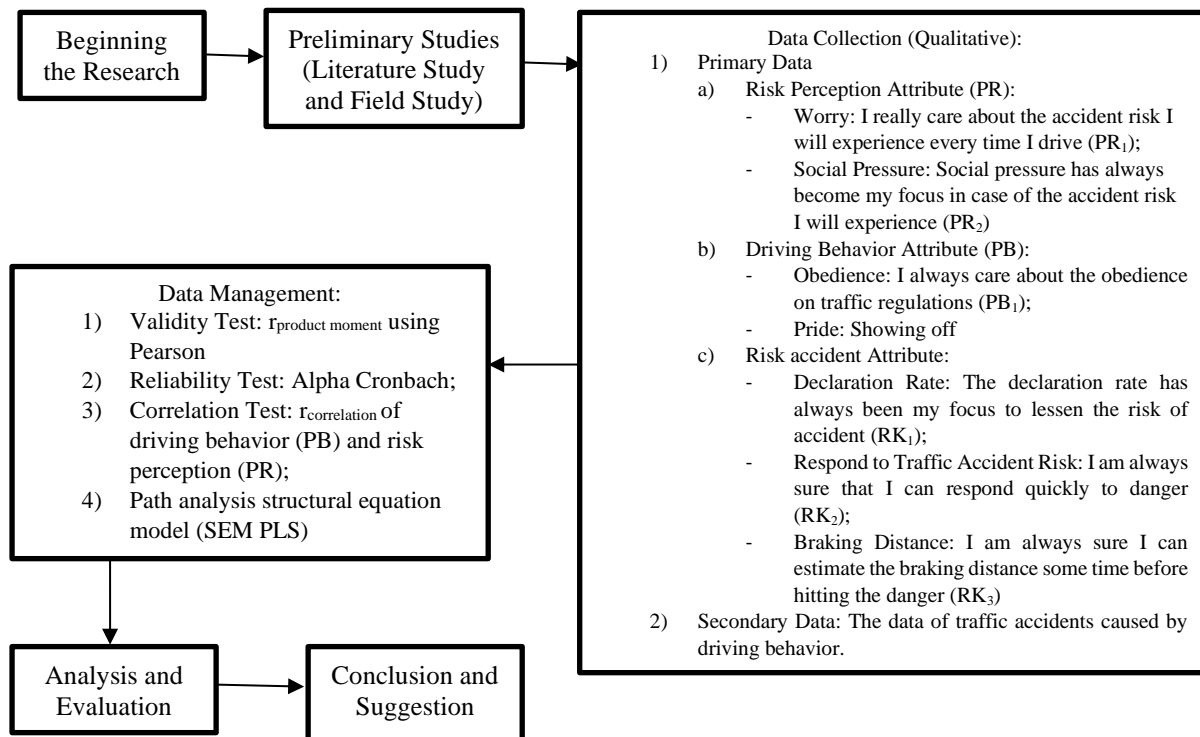 Beginning
the Research
Preliminary Studies
(Literature Study
and Field Study)
Data Collection (Qualitative):
1) Primary Data
a) Risk Perception Attribute (PR):
- Worry: I really care about the accident risk I
will experience every time I drive (PR₁);
- Social Pressure: Social pressure has always
become my focus in case of the accident risk
I will experience (PR₂)
b) Driving Behavior Attribute (PB):
- Obedience: I always care about the obedience
on traffic regulations (PB₁);
- Pride: Showing off
c) Risk accident Attribute:
- Declaration Rate: The declaration rate has
always been my focus to lessen the risk of
accident (RK₁);
- Respond to Traffic Accident Risk: I am always
sure that I can respond quickly to danger
(RK₂);
- Braking Distance: I am always sure I can
estimate the braking distance some time before
hitting the danger (RK₃)
2) Secondary Data: The data of traffic accidents caused by
driving behavior.
Data Management:
1) Validity Test: rproduct moment using
Pearson
2) Reliability Test: Alpha Cronbach;
3) Correlation Test: rcorrelation of
driving behavior (PB) and risk
perception (PR);
4) Path analysis structural equation
model (SEM PLS)
Analysis and
Evaluation
Conclusion and
Suggestion